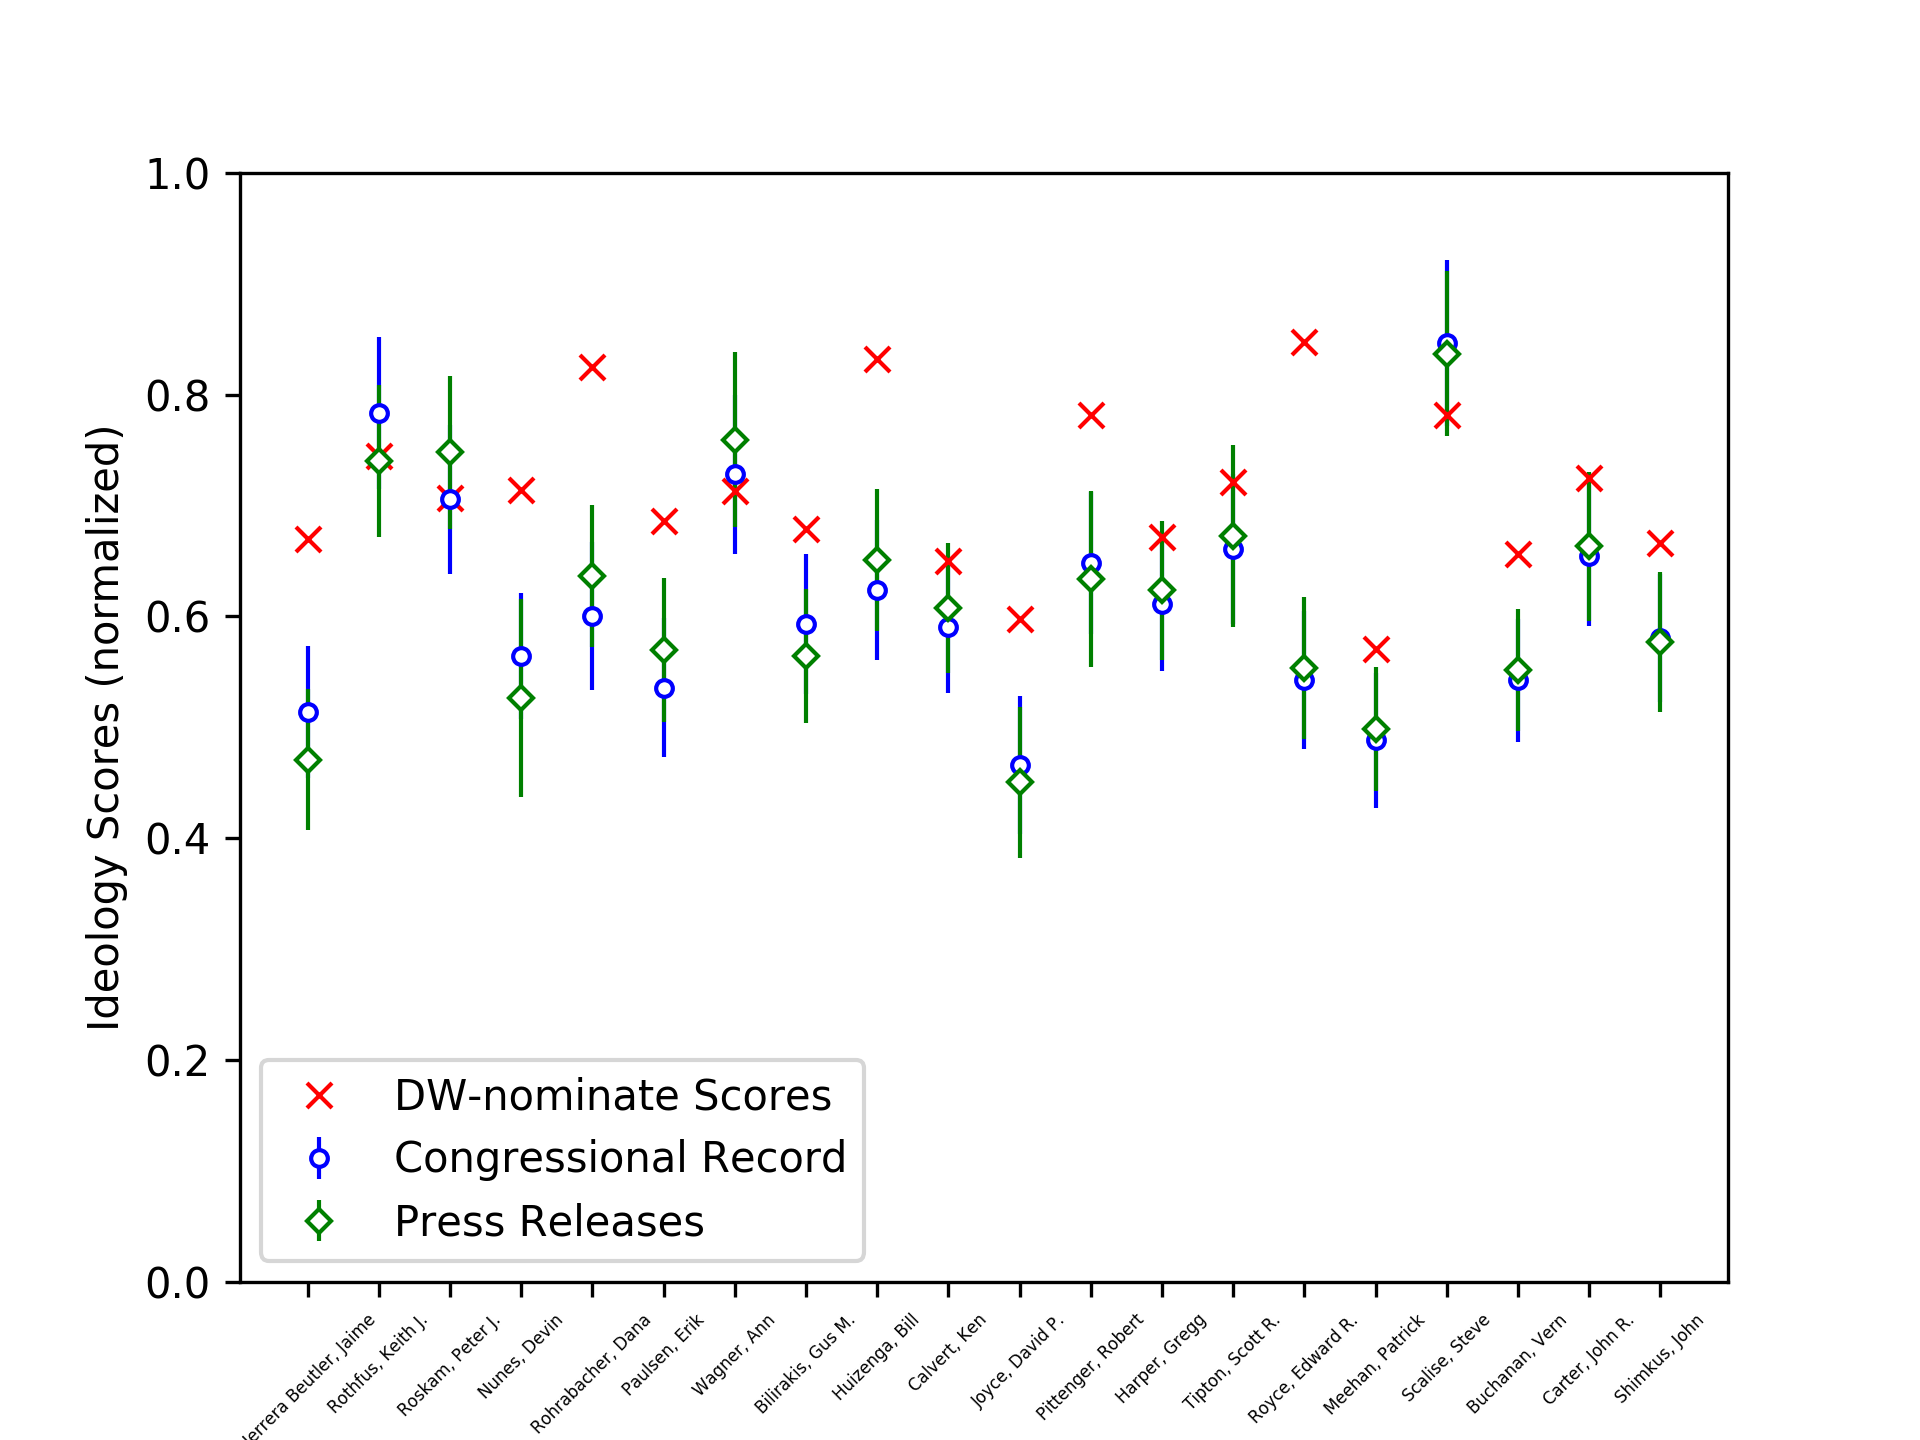 1.0
0.8
0.6
0.4
0.2
0.0
Ideology Scores (normalized)
DW-nominate Scores
Congressional Record
Press Releases
Beutler, Jaime
Rothfus, Keith J.
Roskam, Peter J.
Nunes, Devin
Rohrabacher, Dana
Paulsen, Erik
Wagner, Ann
Bilirakis, Gus M.
Huizenga, Bill
Calvert, Ken
Joyce, David P.
Pittenger, Robert
Harper, Gregg
Tipton, Scott R.
Royce, Edward R.
Meehan, Patrick
Scalise, Steve
Buchanan, Vern
Carter, John R.
Shimkus, John